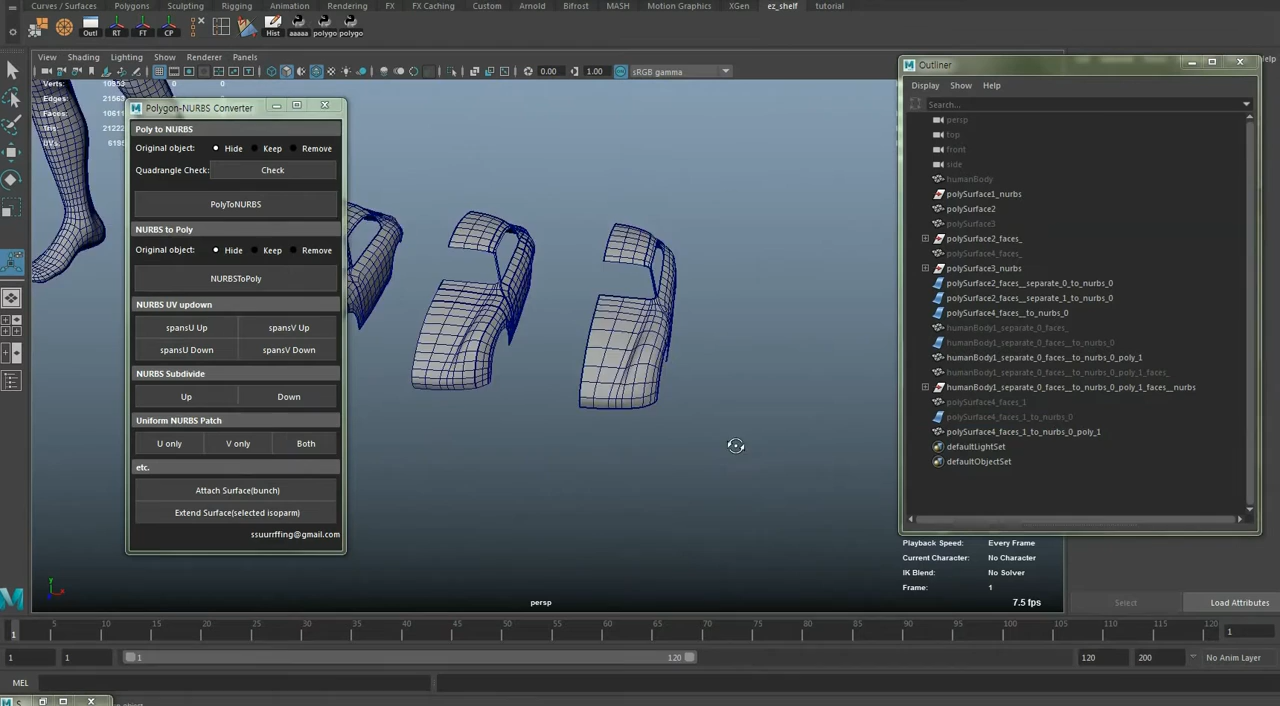 Curves / Surfaces Polygons Sculpting Rigging Animation Rendering FX FX Caching Custom Arnold Bifrost MASH Motion Graphics XGen ez_shelf tutorial
Outl RT FT CP Hist aaaaa polygo polygo
View Shading Lighting Show Renderer Panels
0.00 1.00 sRGB gamma
Verts: 0 0
Edges:
Faces:
Tris:
Polygon-NURBS Converter
Poly to NURBS
Original object: Hide Keep Remove
Quadrangle Check: Check
PolyToNURBS
NURBS to Poly
Original object: Hide Keep Remove
NURBSToPoly
NURBS UV updown
spansU Up spansV Up
spansU Down spansV Down
NURBS Subdivide
Up Down
Uniform NURBS Patch
U only V only Both
etc.
Attach Surface(bunch)
Extend Surface(selected isoparm)
ssuurrffing@gmail.com
Outliner
Display Show Help
Search...
persp
top
front
side
humanBody
polySurface1_nurbs
polySurface2
polySurface3
polySurface2_faces_
polySurface4_faces_
polySurface3_nurbs
polySurface2_faces__separate_0_to_nurbs_0
polySurface2_faces__separate_1_to_nurbs_0
polySurface4_faces__to_nurbs_0
humanBody1_separate_0_faces_
humanBody1_separate_0_faces__to_nurbs_0
humanBody1_separate_0_faces__to_nurbs_0_poly_1
humanBody1_separate_0_faces__to_nurbs_0_poly_1_faces_
humanBody1_separate_0_faces__to_nurbs_0_poly_1_faces__nurbs
polySurface4_faces_1
polySurface4_faces_1_to_nurbs_0
polySurface4_faces_1_to_nurbs_0_poly_1
defaultLightSet
defaultObjectSet
Playback Speed: Every Frame
Current Character: No Character
IK Blend: No Solver
Frame: 1
7.5 fps
persp
y
Select Load Attributes
1 5 10 15 20 25 30 35 40 45 50 55 60 65 70 75 80 85 90 95 100 105 110 115 120 1
1 1 1 120 120 200 No Anim Layer
MEL
S